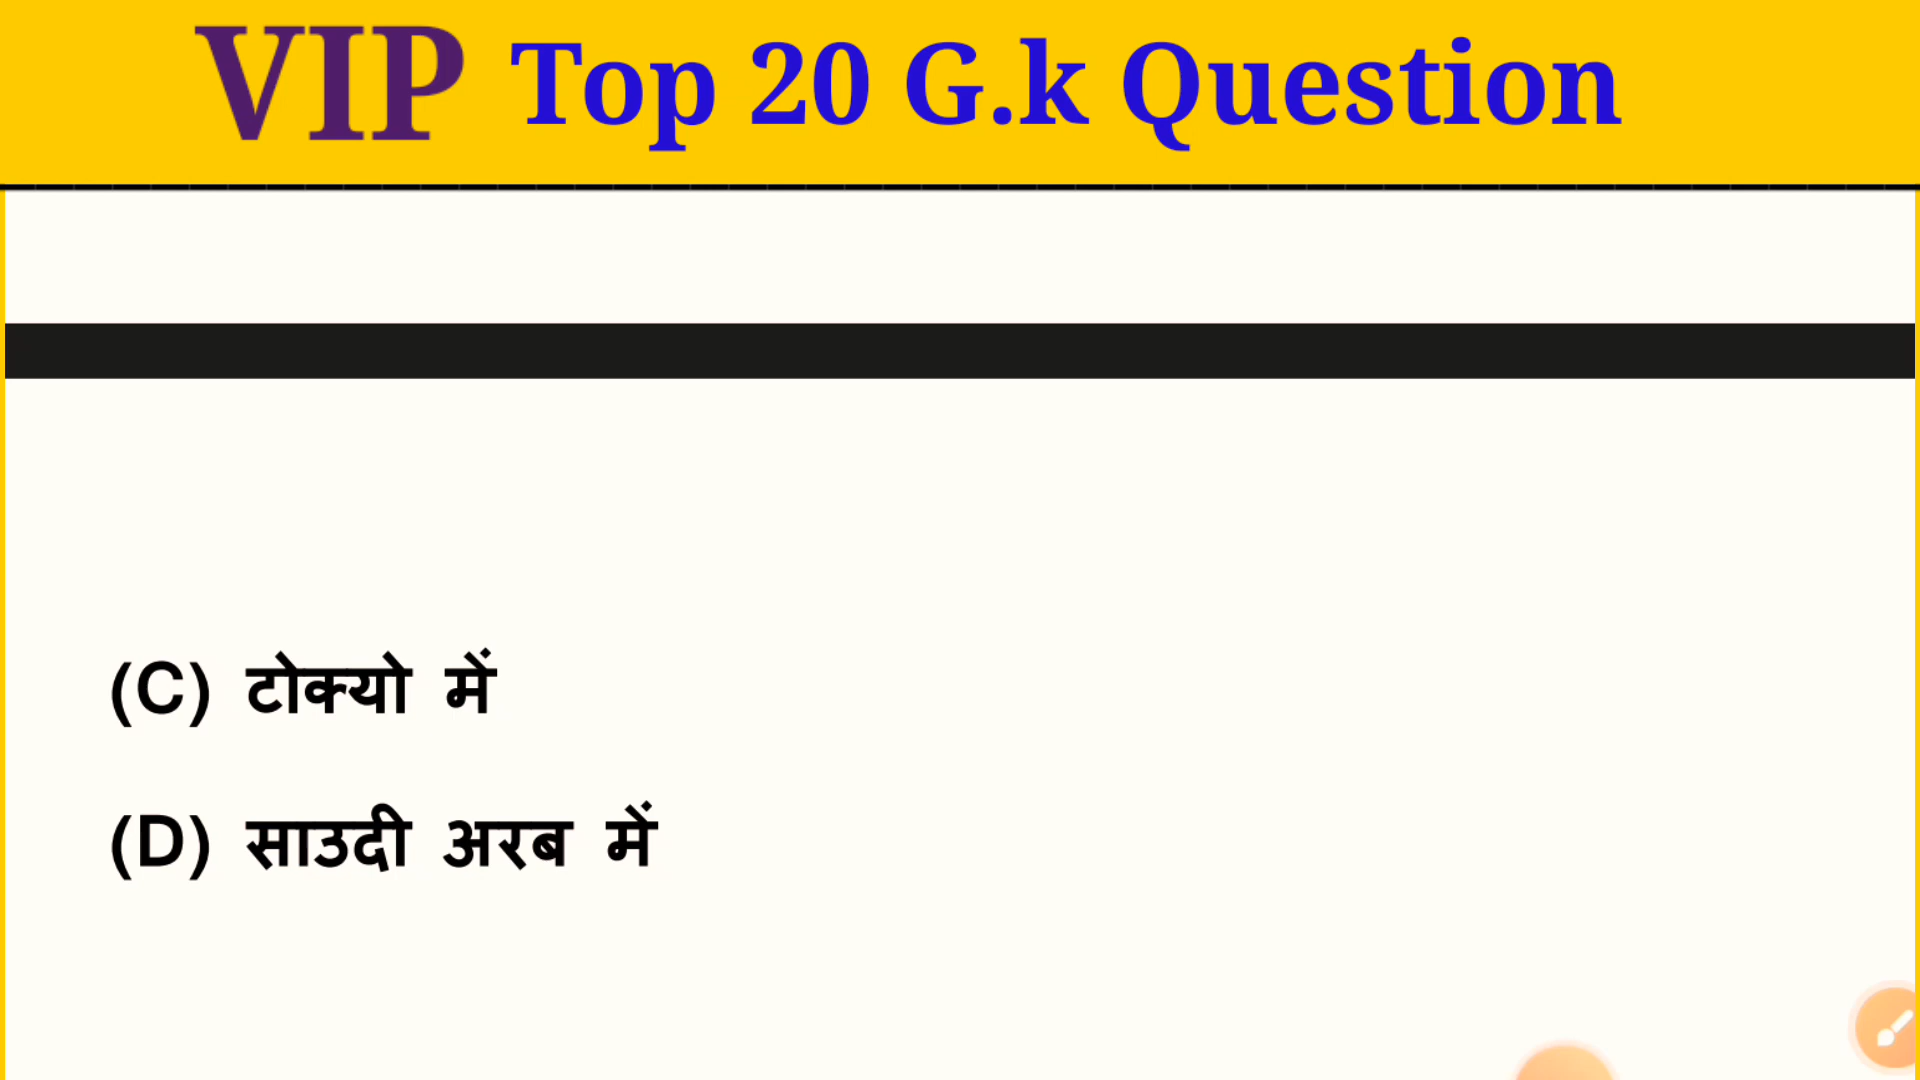 VIP Top 20 G.k Question
(C) टोक्यो में
(D) साउदी अरब में